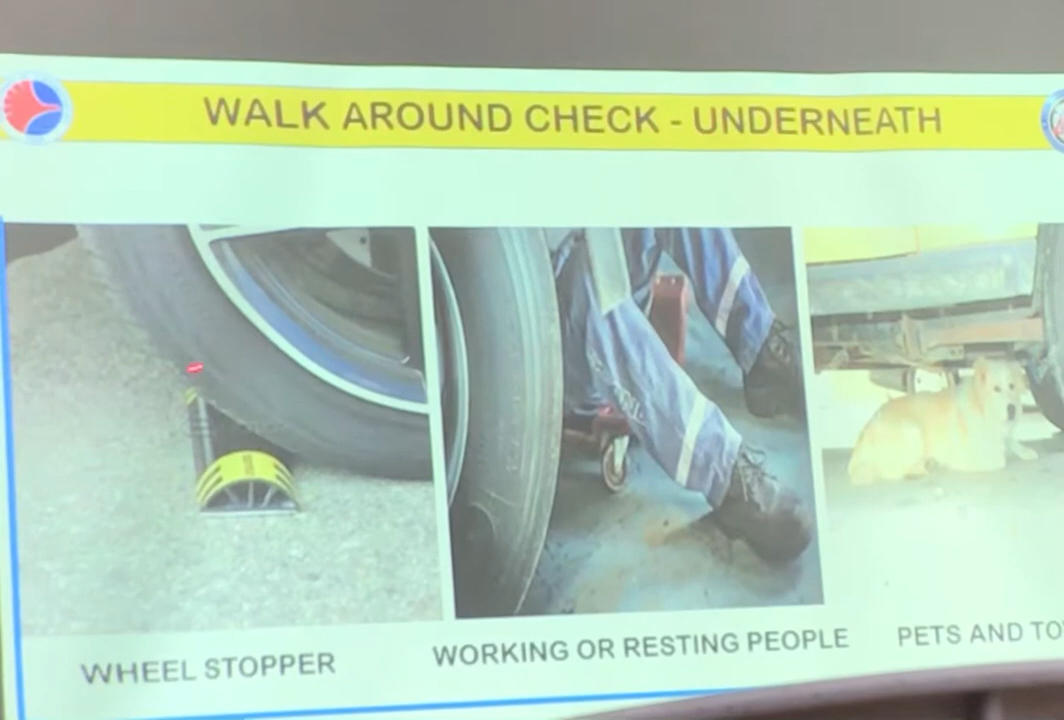 WALK AROUND CHECK - UNDERNEATH
WHEEL STOPPER
WORKING OR RESTING PEOPLE
PETS AND TO